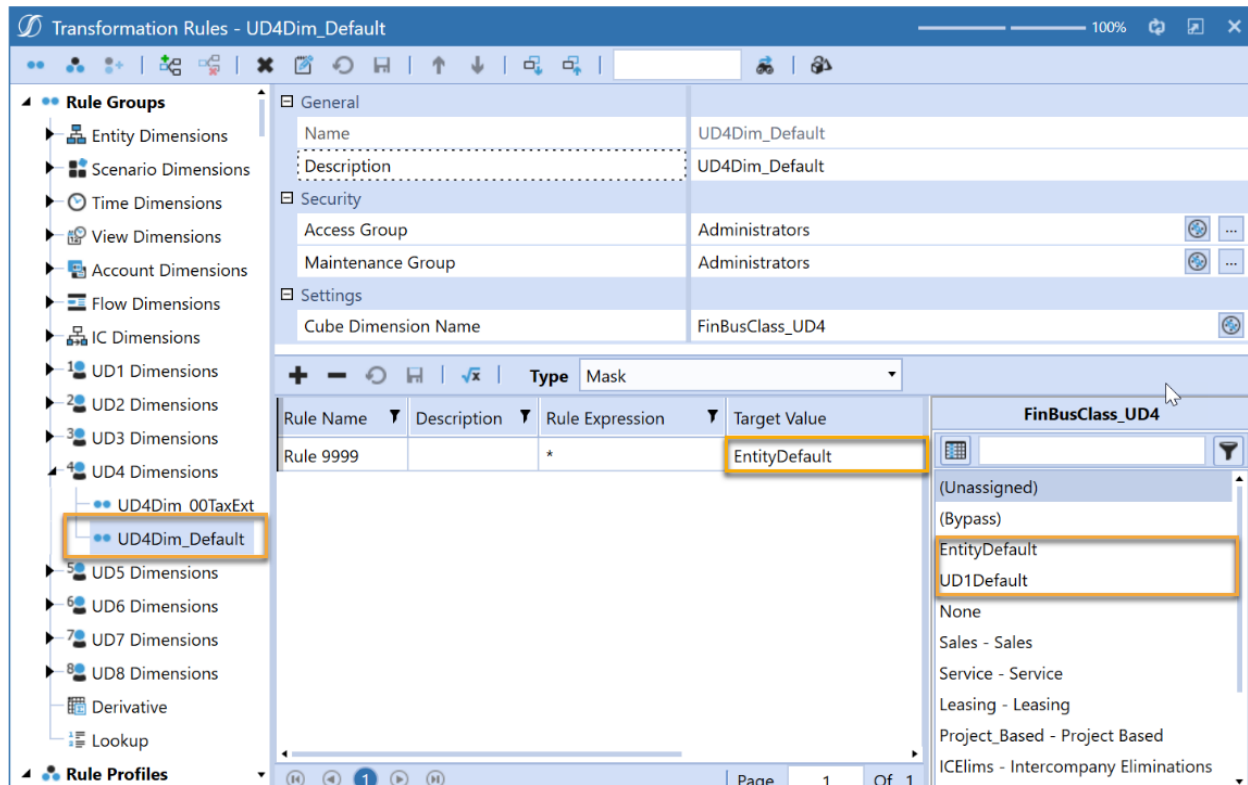 Transformation Rules - UD4Dim_Default
100%
Rule Groups
Entity Dimensions
Scenario Dimensions
Time Dimensions
View Dimensions
Account Dimensions
Flow Dimensions
IC Dimensions
UD1 Dimensions
UD2 Dimensions
UD3 Dimensions
UD4 Dimensions
UD4Dim_00TaxExt
UD4Dim_Default
UD5 Dimensions
UD6 Dimensions
UD7 Dimensions
UD8 Dimensions
Derivative
Lookup
Rule Profiles
General
Name UD4Dim_Default
Description UD4Dim_Default
Security
Access Group Administrators ...
Maintenance Group Administrators ...
Settings
Cube Dimension Name FinBusClass_UD4
Type Mask
Rule Name Description Rule Expression Target Value
Rule 9999 * EntityDefault
Page 1 Of 1
FinBusClass_UD4
(Unassigned)
(Bypass)
EntityDefault
UD1Default
None
Sales - Sales
Service - Service
Leasing - Leasing
Project_Based - Project Based
ICElims - Intercompany Eliminations